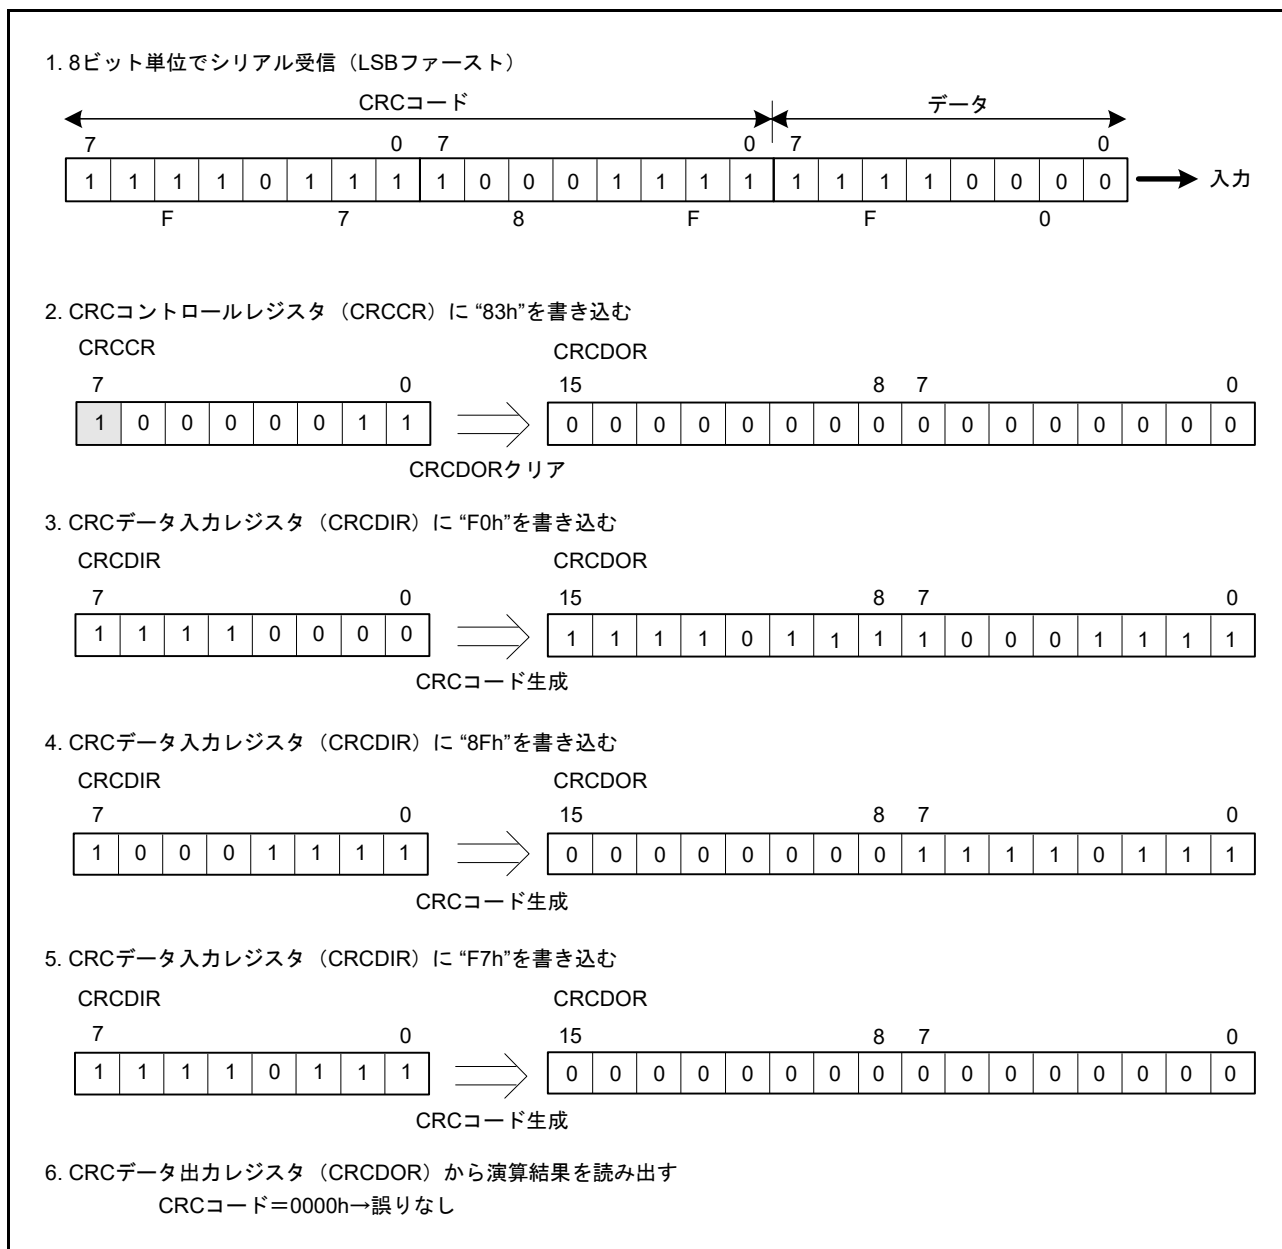 1. 8ビット単位でシリアル受信（LSBファースト）
CRCコード データ
7 0 7 0 7 0
1 1 1 1 0 1 1 1 1 0 0 0 1 1 1 1 1 1 1 1 0 0 0 0 入力
F 7 8 F F 0
2. CRCコントロールレジスタ（CRCCR）に “83h”を書き込む
CRCCR CRCDOR
7 0 15 8 7 0
1 0 0 0 0 0 1 1 0 0 0 0 0 0 0 0 0 0 0 0 0 0 0 0
CRCDORクリア
3. CRCデータ入力レジスタ（CRCDIR）に “F0h”を書き込む
CRCDIR CRCDOR
7 0 15 8 7 0
1 1 1 1 0 0 0 0 1 1 1 1 0 1 1 1 1 0 0 0 1 1 1 1
CRCコード生成
4. CRCデータ入力レジスタ（CRCDIR）に “8Fh”を書き込む
CRCDIR CRCDOR
7 0 15 8 7 0
1 0 0 0 1 1 1 1 0 0 0 0 0 0 0 0 1 1 1 1 0 1 1 1
CRCコード生成
5. CRCデータ入力レジスタ（CRCDIR）に “F7h”を書き込む
CRCDIR CRCDOR
7 0 15 8 7 0
1 1 1 1 0 1 1 1 0 0 0 0 0 0 0 0 0 0 0 0 0 0 0 0
CRCコード生成
6. CRCデータ出力レジスタ（CRCDOR）から演算結果を読み出す
CRCコード＝0000h→誤りなし